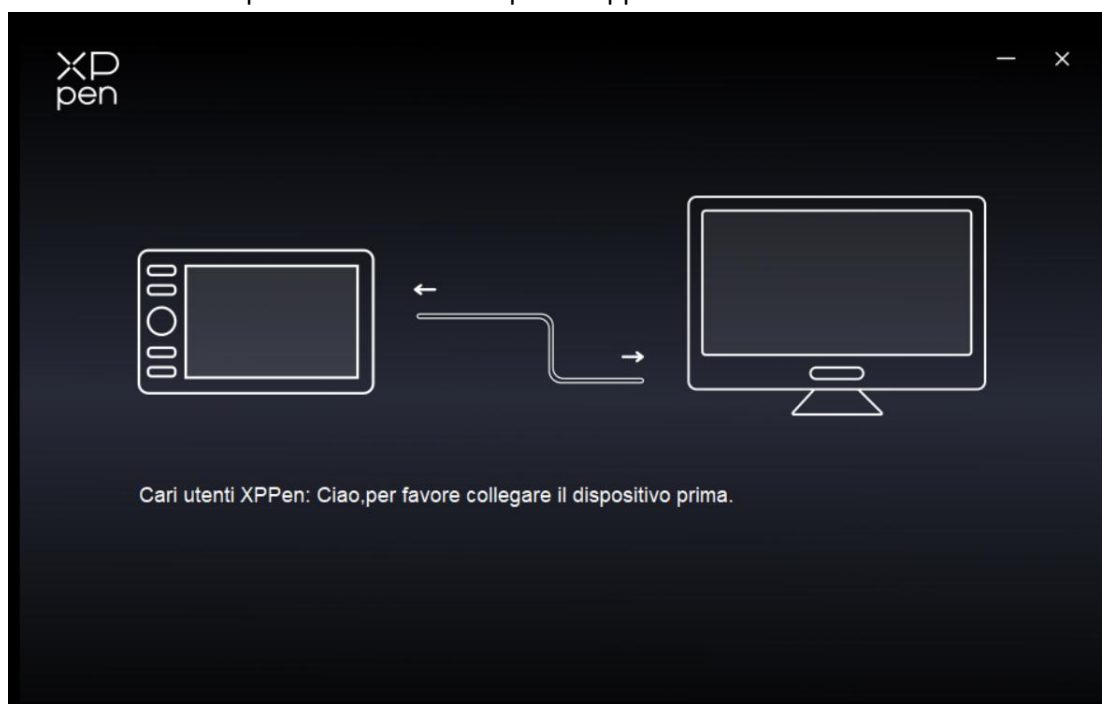 XP
pen
Cari utenti XPPen: Ciao,per favore collegare il dispositivo prima.